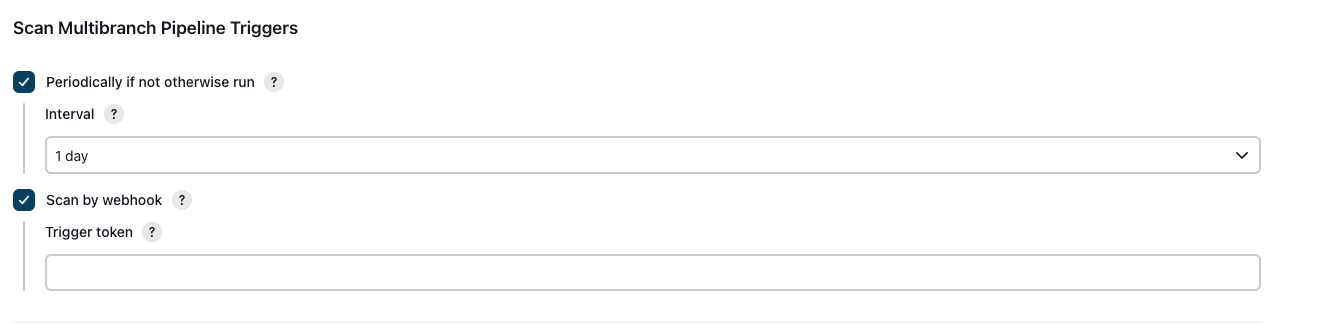 Scan Multibranch Pipeline Triggers
Periodically if not otherwise run ?
Interval ?
1 day
Scan by webhook ?
Trigger token ?